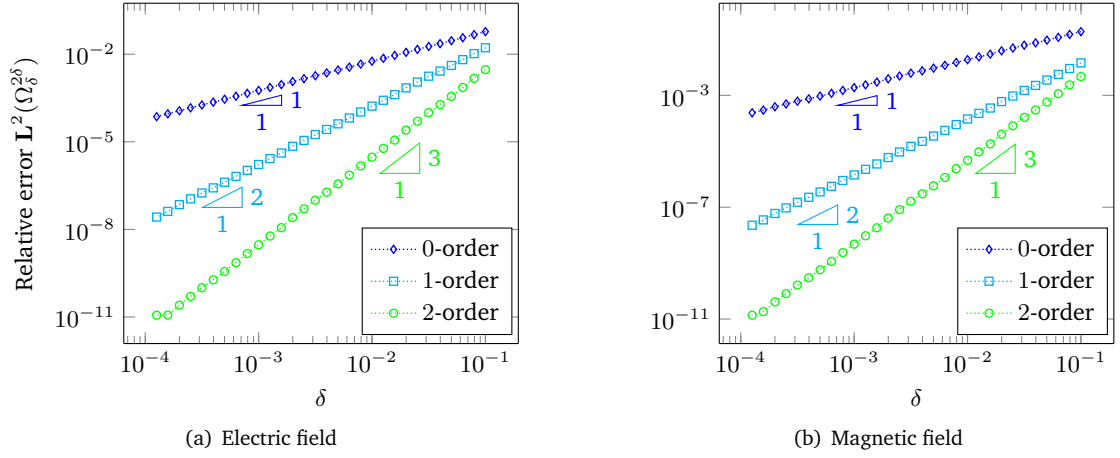 Relative error L²(Ω_δ^{2δ})
10⁻²
10⁻⁵
10⁻⁸
10⁻¹¹
1
1
2
1
3
1
0-order
1-order
2-order
10⁻⁴ 10⁻³ 10⁻² 10⁻¹
δ
(a) Electric field
10⁻³
10⁻⁷
10⁻¹¹
1
1
2
1
3
1
0-order
1-order
2-order
10⁻⁴ 10⁻³ 10⁻² 10⁻¹
δ
(b) Magnetic field